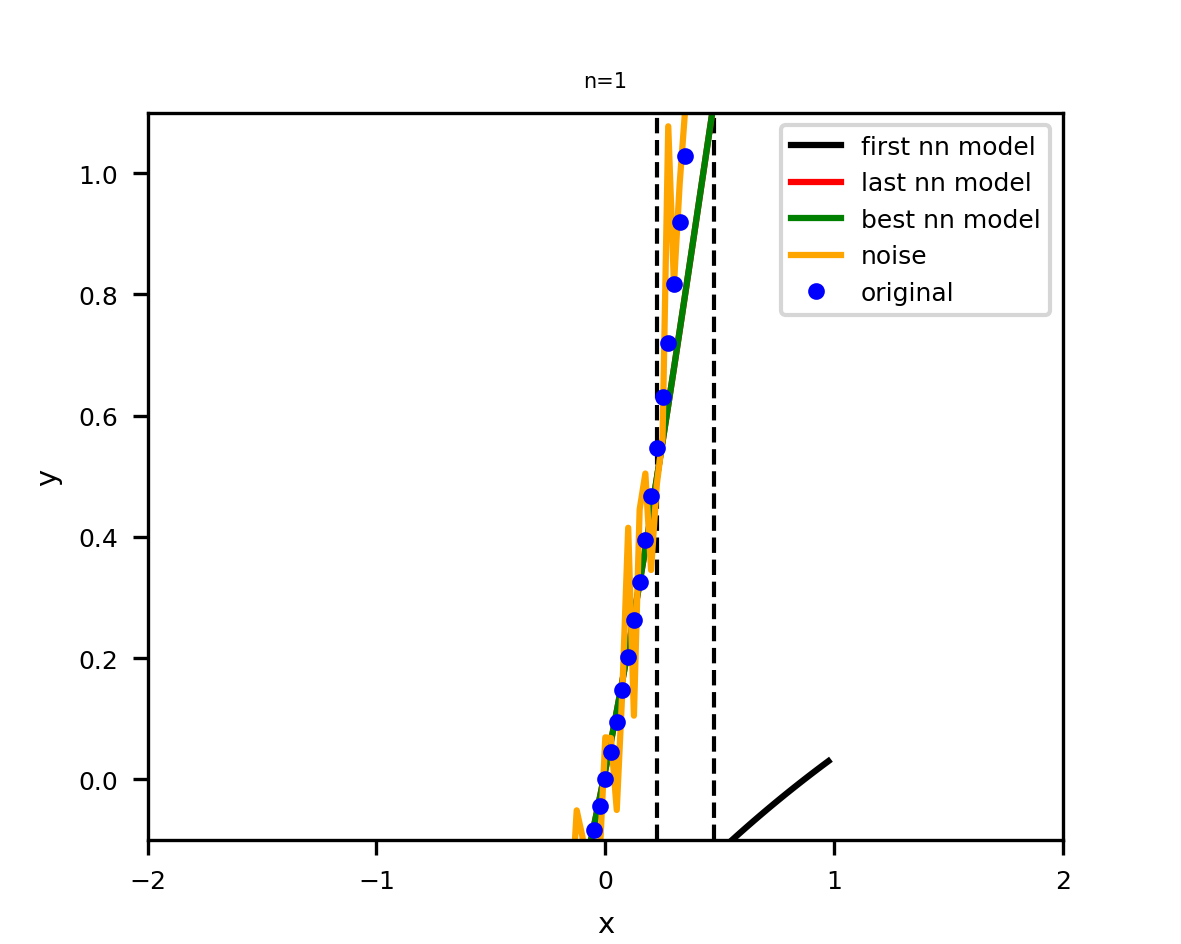 n=1
y
1.0
0.8
0.6
0.4
0.2
0.0
−2
−1
0
1
2
x
first nn model
last nn model
best nn model
noise
original